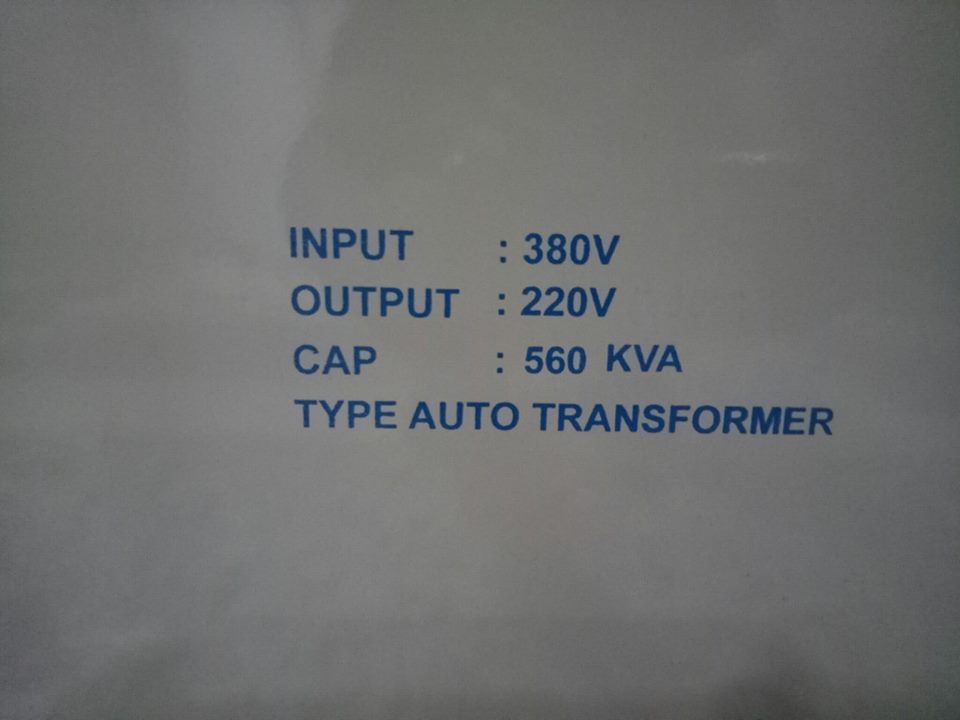 INPUT : 380V
OUTPUT : 220V
CAP : 560 KVA
TYPE AUTO TRANSFORMER